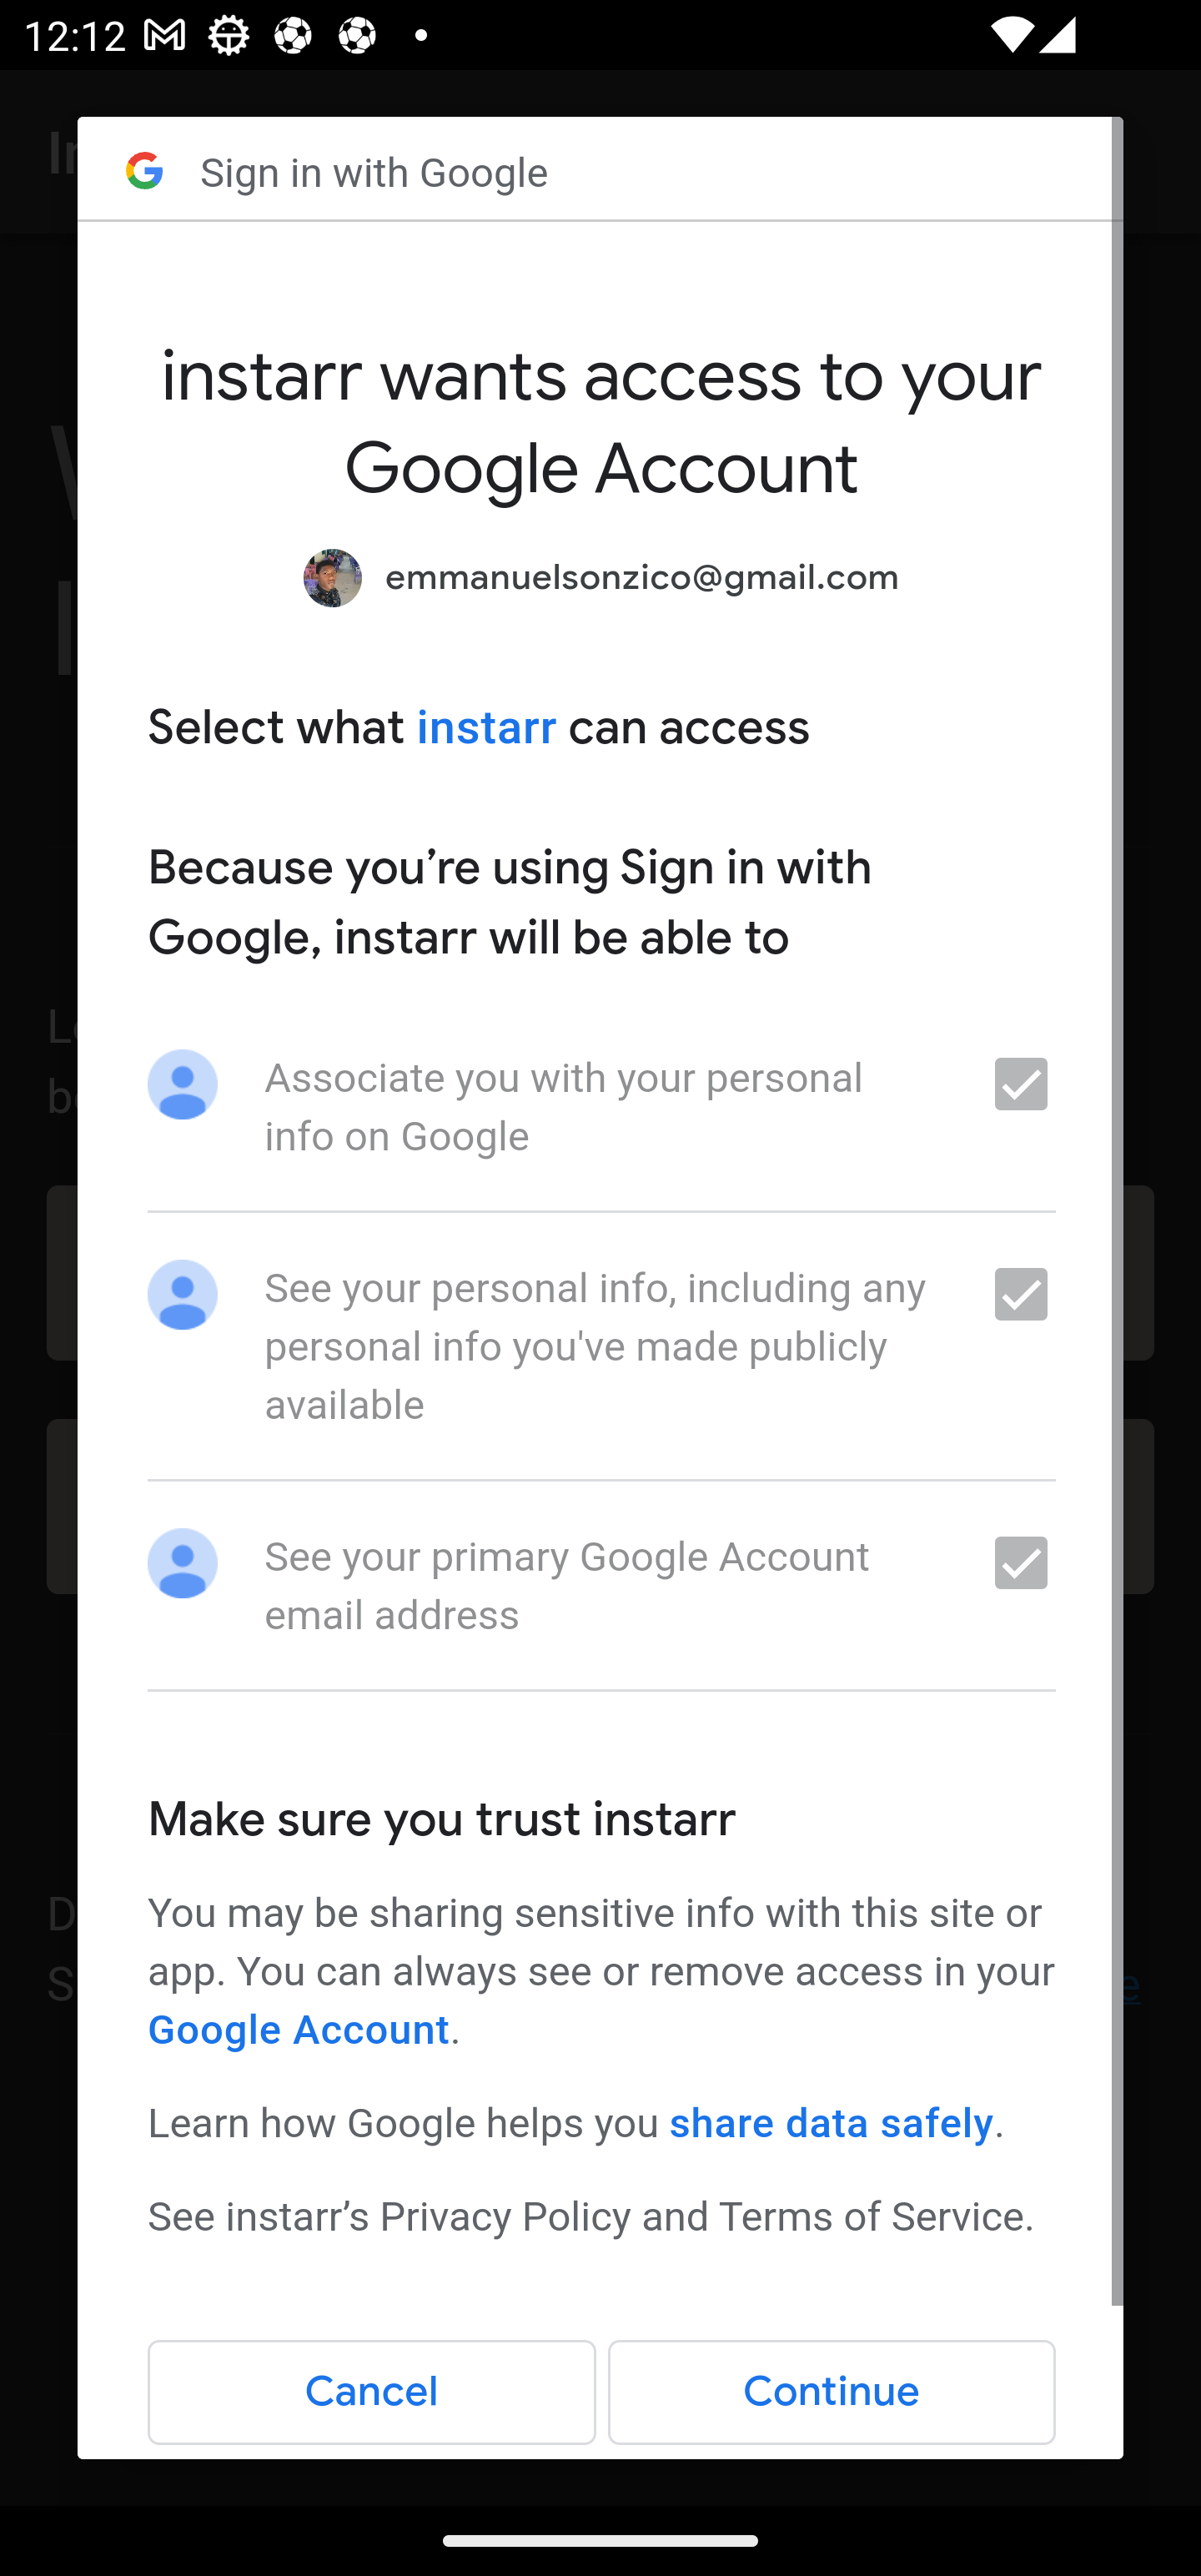 12:12
Sign in with Google
instarr wants access to your
Google Account
emmanuelsonzico@gmail.com
Select what instarr can access
Because you’re using Sign in with
Google, instarr will be able to
Associate you with your personal
info on Google
See your personal info, including any
personal info you've made publicly
available
See your primary Google Account
email address
Make sure you trust instarr
You may be sharing sensitive info with this site or
app. You can always see or remove access in your
Google Account.
Learn how Google helps you share data safely.
See instarr’s Privacy Policy and Terms of Service.
Cancel
Continue